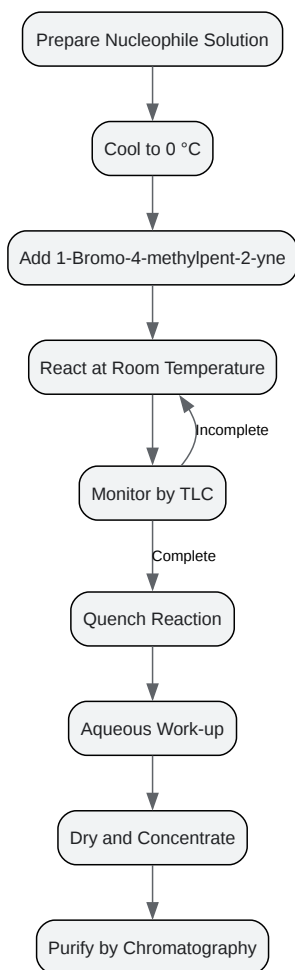 Prepare Nucleophile Solution
Cool to 0 °C
Add 1-Bromo-4-methylpent-2-yne
React at Room Temperature
Incomplete
Monitor by TLC
Complete
Quench Reaction
Aqueous Work-up
Dry and Concentrate
Purify by Chromatography